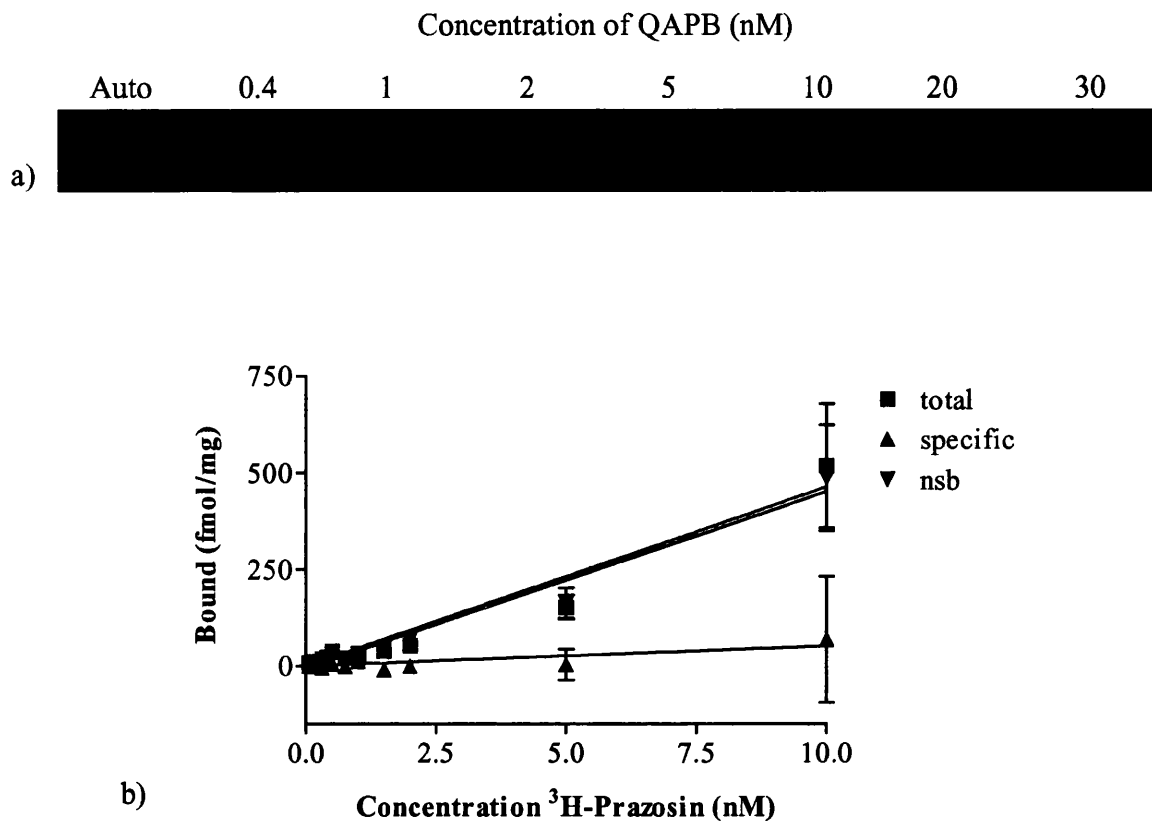 Concentration of QAPB (nM)
Auto 0.4 1 2 5 10 20 30
a)
750
500
250
0
Bound (fmol/mg)
total
specific
nsb
0.0 2.5 5.0 7.5 10.0
b)
Concentration ³H-Prazosin (nM)